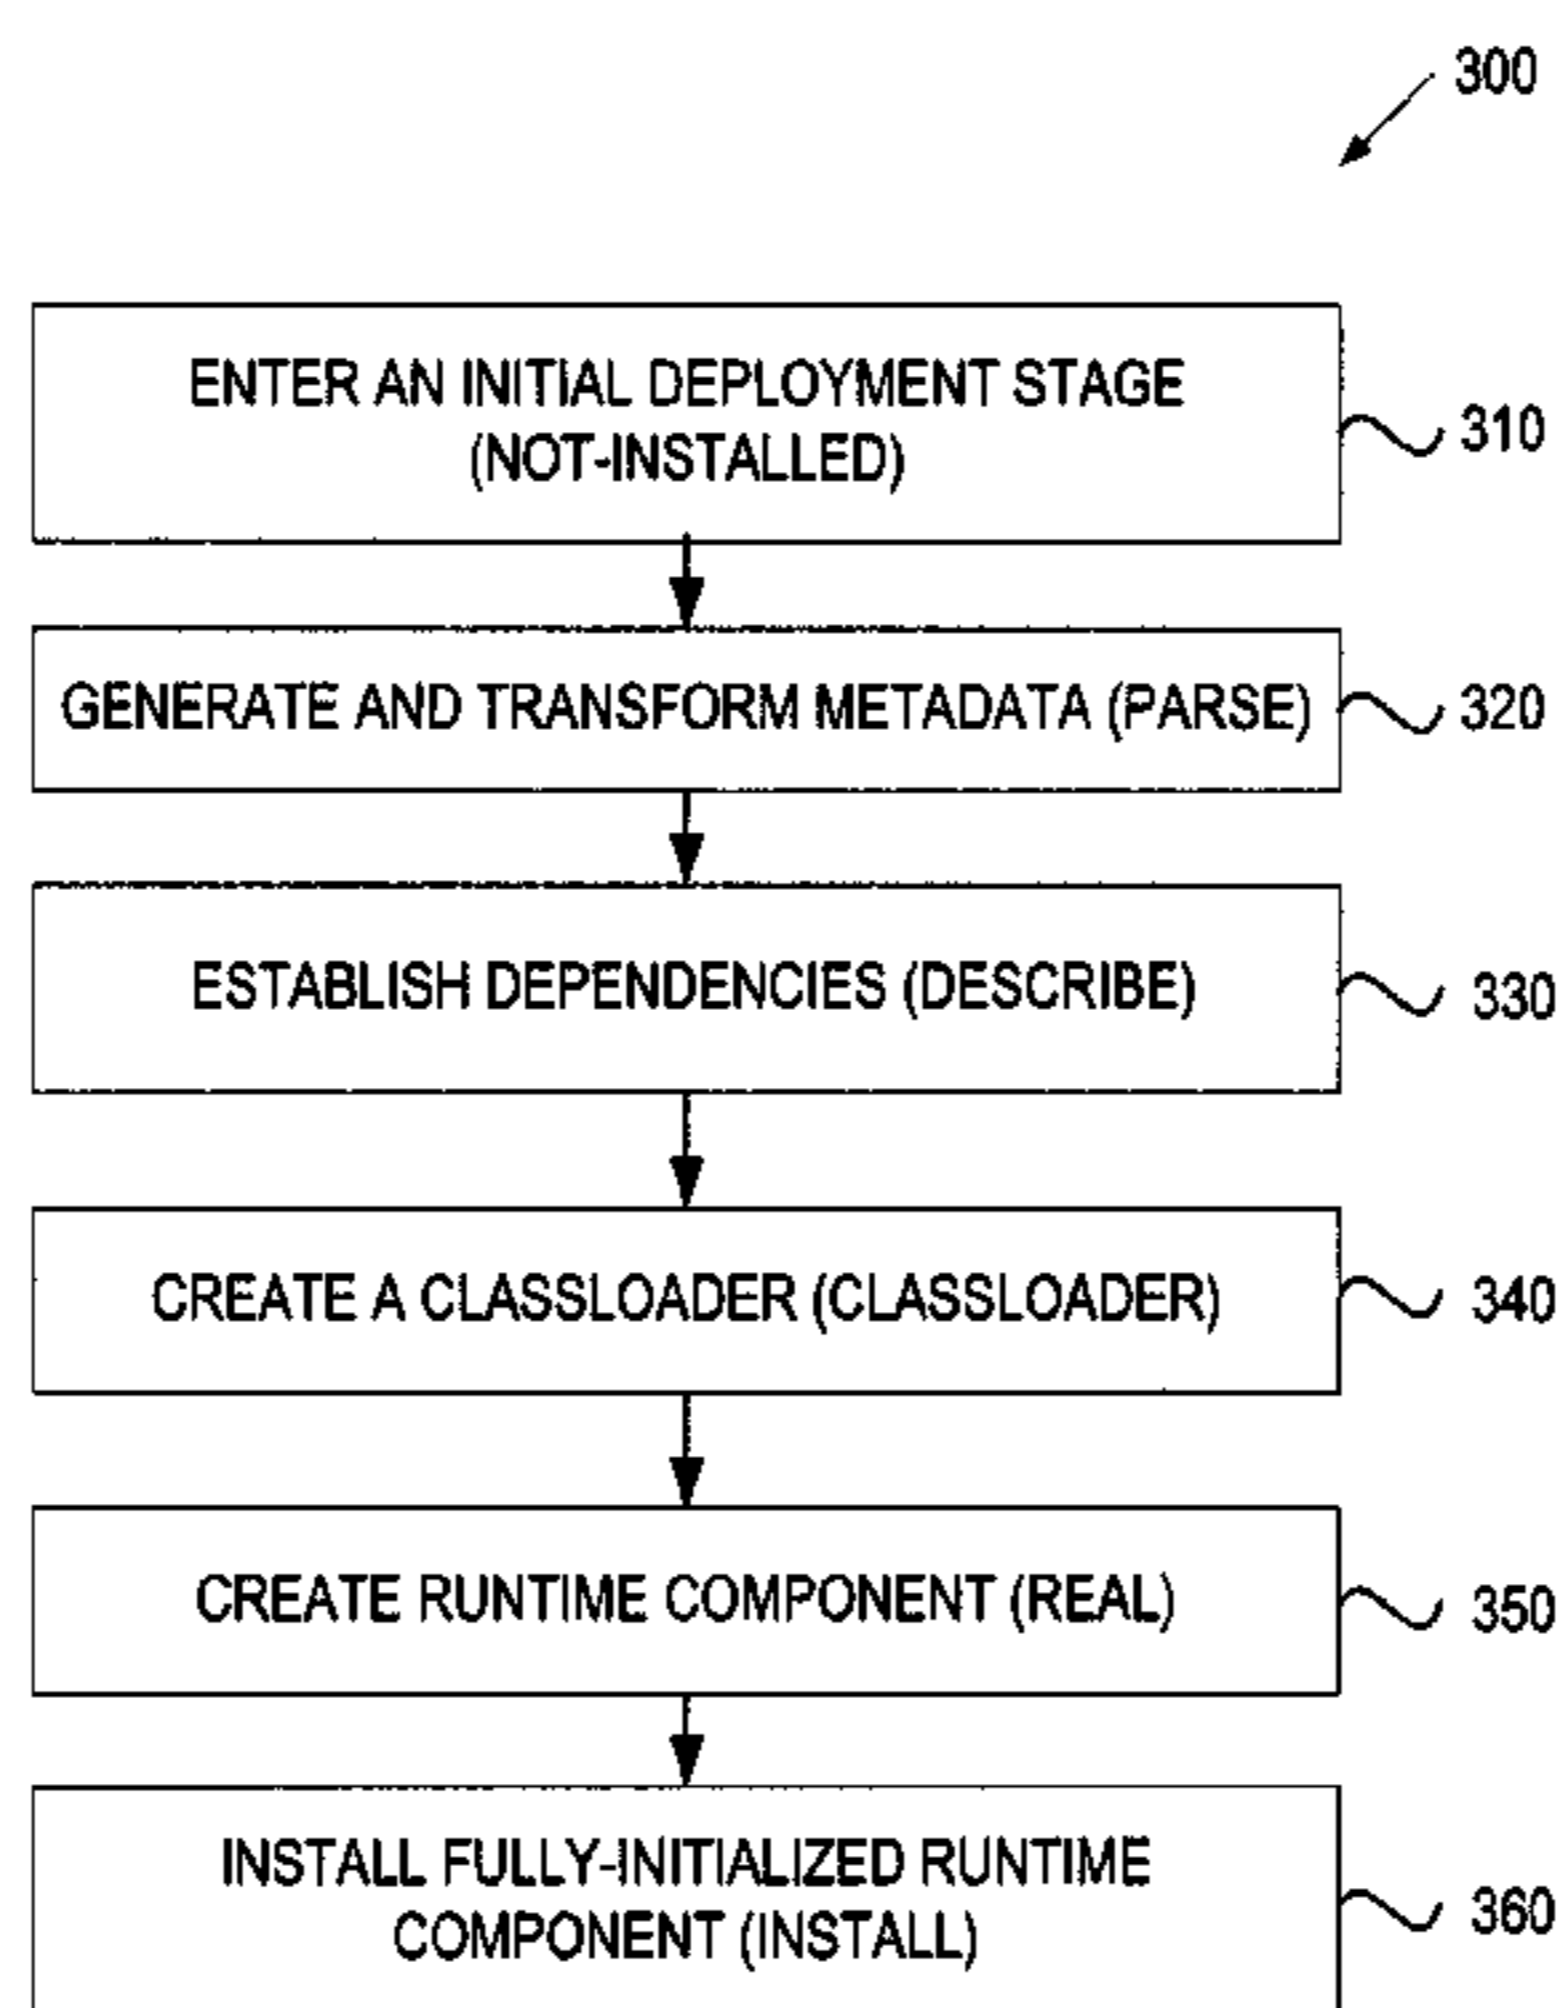 300
ENTER AN INITIAL DEPLOYMENT STAGE
(NOT-INSTALLED)
310
GENERATE AND TRANSFORM METADATA (PARSE)
320
ESTABLISH DEPENDENCIES (DESCRIBE)
330
CREATE A CLASSLOADER (CLASSLOADER)
340
CREATE RUNTIME COMPONENT (REAL)
350
INSTALL FULLY-INITIALIZED RUNTIME
COMPONENT (INSTALL)
360